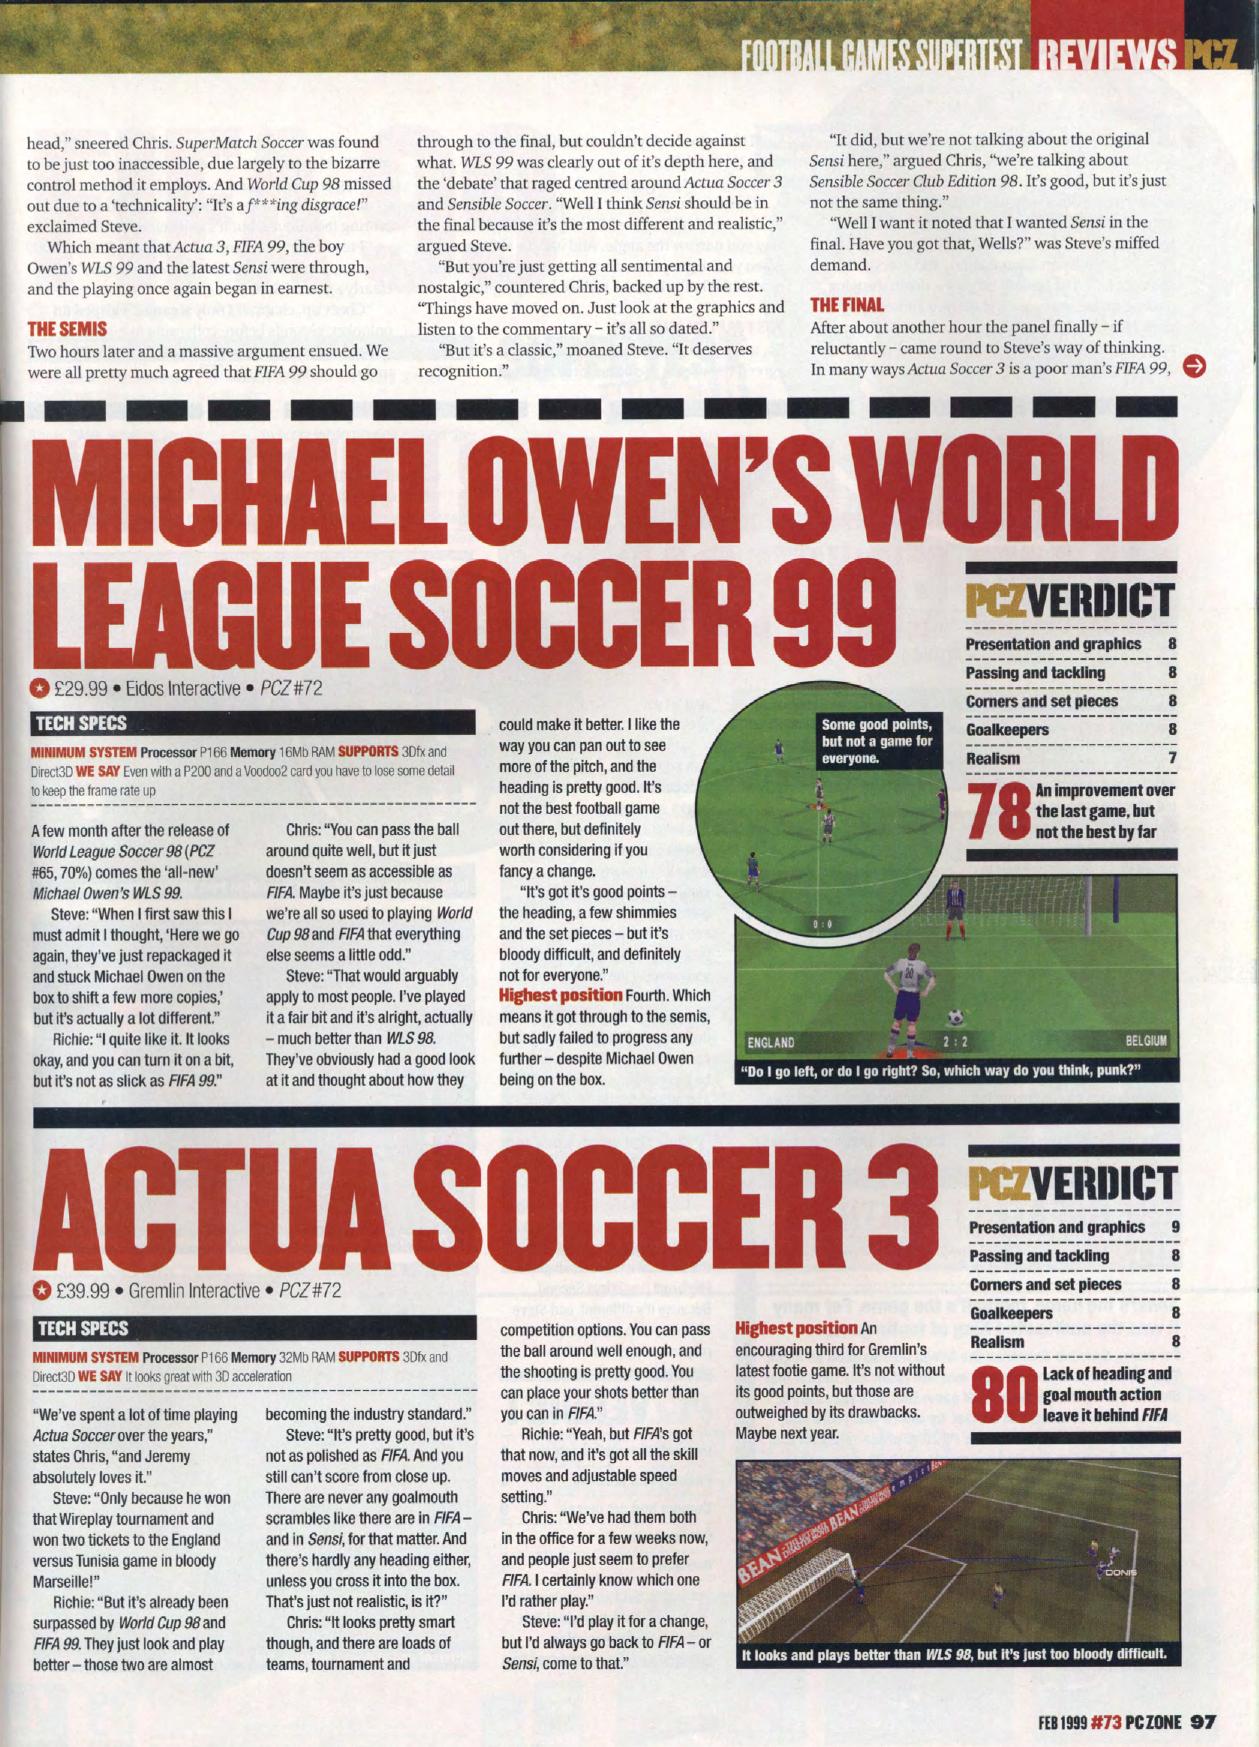 FOOTBALL GAMES SUPERTEST REVIEWS PCZ
head,” sneered Chris. SuperMatch Soccer was found
to be just too inaccessible, due largely to the bizarre
control method it employs. And World Cup 98 missed
out due to a ‘technicality’: “It's a f***ing disgrace!”
exclaimed Steve.
Which meant that Actua 3, FIFA 99, the boy
Owen's WLS 99 and the latest Sensi were through,
and the playing once again began in earnest.
THE SEMIS
Two hours later and a massive argument ensued. We
were all pretty much agreed that FIFA 99 should go
through to the final, but couldn't decide against
what. WLS 99 was clearly out of it's depth here, and
the ‘debate’ that raged centred around Actua Soccer 3
and Sensible Soccer. “Well I think Sensi should be in
the final because it's the most different and realistic,”
argued Steve.
“But you're just getting all sentimental and
nostalgic,” countered Chris, backed up by the rest.
“Things have moved on. Just look at the graphics and
listen to the commentary – it's all so dated.”
“But it's a classic,” moaned Steve. “It deserves
recognition.”
“It did, but we're not talking about the original
Sensi here,” argued Chris, “we're talking about
Sensible Soccer Club Edition 98. It's good, but it's just
not the same thing.”
“Well I want it noted that I wanted Sensi in the
final. Have you got that, Wells?” was Steve's miffed
demand.
THE FINAL
After about another hour the panel finally – if
reluctantly – came round to Steve's way of thinking.
In many ways Actua Soccer 3 is a poor man's FIFA 99,
MICHAEL OWEN'S WORLD
LEAGUE SOCCER 99
£29.99 • Eidos Interactive • PCZ #72
TECH SPECS
MINIMUM SYSTEM Processor P166 Memory 16Mb RAM SUPPORTS 3Dfx and
Direct3D WE SAY Even with a P200 and a Voodoo2 card you have to lose some detail
to keep the frame rate up
A few month after the release of
World League Soccer 98 (PCZ
#65, 70%) comes the ‘all-new’
Michael Owen's WLS 99.
Steve: “When I first saw this I
must admit I thought, ‘Here we go
again, they've just repackaged it
and stuck Michael Owen on the
box to shift a few more copies,’
but it's actually a lot different.”
Richie: “I quite like it. It looks
okay, and you can turn it on a bit,
but it's not as slick as FIFA 99.”
Chris: “You can pass the ball
around quite well, but it just
doesn't seem as accessible as
FIFA. Maybe it's just because
we're all so used to playing World
Cup 98 and FIFA that everything
else seems a little odd.”
Steve: “That would arguably
apply to most people. I've played
it a fair bit and it's alright, actually
– much better than WLS 98.
They've obviously had a good look
at it and thought about how they
could make it better. I like the
way you can pan out to see
more of the pitch, and the
heading is pretty good. It's
not the best football game
out there, but definitely
worth considering if you
fancy a change.
“It's got it's good points –
the heading, a few shimmies
and the set pieces – but it's
bloody difficult, and definitely
not for everyone.”
Highest position Fourth. Which
means it got through to the semis,
but sadly failed to progress any
further – despite Michael Owen
being on the box.
Some good points,
but not a game for
everyone.
0:0
PCZVERDICT
Presentation and graphics 8
Passing and tackling 8
Corners and set pieces 8
Goalkeepers 8
Realism 7
78 An improvement over
the last game, but
not the best by far
20
ENGLAND 2:2 BELGIUM
“Do I go left, or do I go right? So, which way do you think, punk?”
ACTUA SOCCER 3
£39.99 • Gremlin Interactive • PCZ #72
TECH SPECS
MINIMUM SYSTEM Processor P166 Memory 32Mb RAM SUPPORTS 3Dfx and
Direct3D WE SAY It looks great with 3D acceleration
“We've spent a lot of time playing
Actua Soccer over the years,”
states Chris, “and Jeremy
absolutely loves it.”
Steve: “Only because he won
that Wireplay tournament and
won two tickets to the England
versus Tunisia game in bloody
Marseille!”
Richie: “But it's already been
surpassed by World Cup 98 and
FIFA 99. They just look and play
better – those two are almost
becoming the industry standard.”
Steve: “It's pretty good, but it's
not as polished as FIFA. And you
still can't score from close up.
There are never any goalmouth
scrambles like there are in FIFA –
and in Sensi, for that matter. And
there's hardly any heading either,
unless you cross it into the box.
That's just not realistic, is it?”
Chris: “It looks pretty smart
though, and there are loads of
teams, tournament and
competition options. You can pass
the ball around well enough, and
the shooting is pretty good. You
can place your shots better than
you can in FIFA.”
Richie: “Yeah, but FIFA's got
that now, and it's got all the skill
moves and adjustable speed
setting.”
Chris: “We've had them both
in the office for a few weeks now,
and people just seem to prefer
FIFA. I certainly know which one
I'd rather play.”
Steve: “I'd play it for a change,
but I'd always go back to FIFA – or
Sensi, come to that.”
Highest position An
encouraging third for Gremlin's
latest footie game. It's not without
its good points, but those are
outweighed by its drawbacks.
Maybe next year.
PCZVERDICT
Presentation and graphics 9
Passing and tackling 8
Corners and set pieces 8
Goalkeepers 8
Realism 8
80 Lack of heading and
goal mouth action
leave it behind FIFA
BEAN BEAN
DONIS
It looks and plays better than WLS 98, but it's just too bloody difficult.
FEB 1999 #73 PC ZONE 97